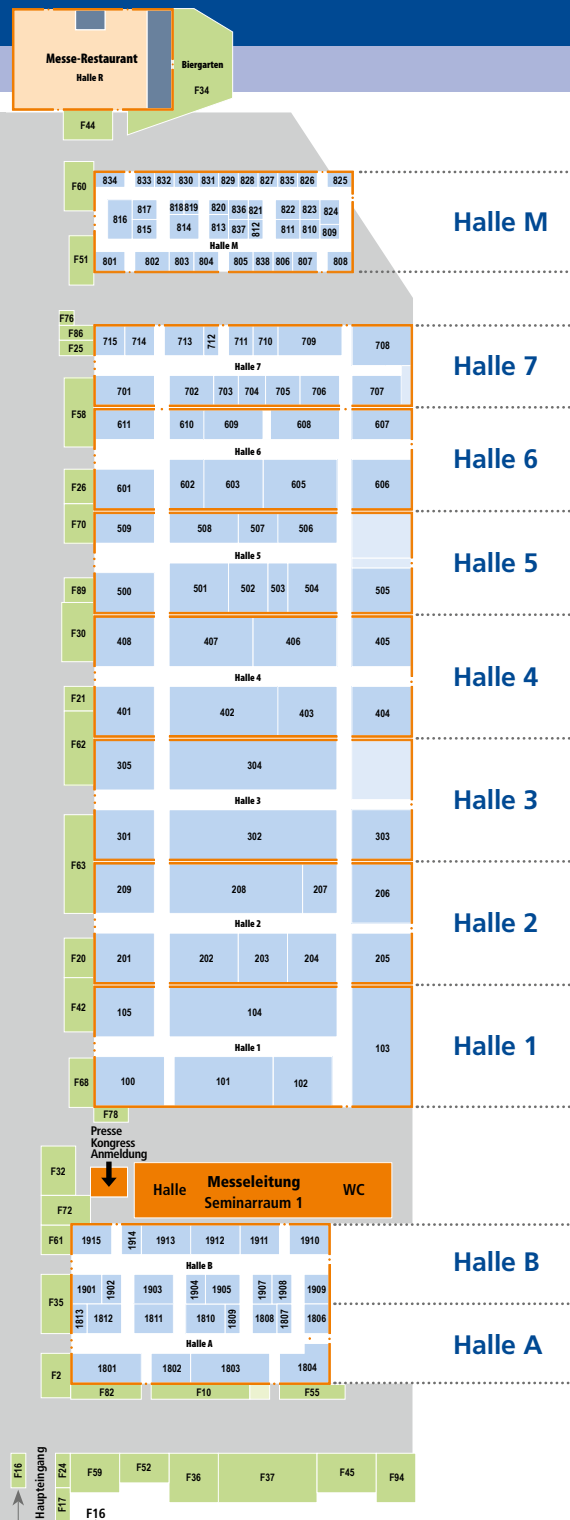 Messe-Restaurant
Halle R
Biergarten
F34
F44
F60
834 833 832 830 831 829 828 827 835 826 825
816 817 818 819 820 836 821 822 823 824
815 814 813 837 812 811 810 809
Halle M
Halle M
F51
801 802 803 804 805 838 806 807 808
F76
F86
F25
715 714 713 712 711 710 709 708
Halle 7
Halle 7
F58
701 702 703 704 705 706 707
611 610 609 608 607
Halle 6
Halle 6
F26
601 602 603 605 606
F70
509 508 507 506
Halle 5
Halle 5
F89
500 501 502 503 504 505
F30
408 407 406 405
Halle 4
Halle 4
F21
401 402 403 404
F62
305 304
Halle 3
Halle 3
F63
301 302 303
209 208 207 206
Halle 2
Halle 2
F20
201 202 203 204 205
F42
105 104
Halle 1
103
Halle 1
F68
100 101 102
F78
Presse
Kongress
Anmeldung
F32
Halle Messeleitung WC
Seminarraum 1
F72
F61
1915 1914 1913 1912 1911 1910
Halle B
Halle B
F35
1901 1902 1903 1904 1905 1907 1908 1909
1813 1812 1811 1810 1809 1808 1807 1806
Halle A
Halle A
F2
1801 1802 1803 1804
F82 F10 F55
F16
Haupteingang
F24
F17
F59 F52 F36 F37 F45 F94
F16